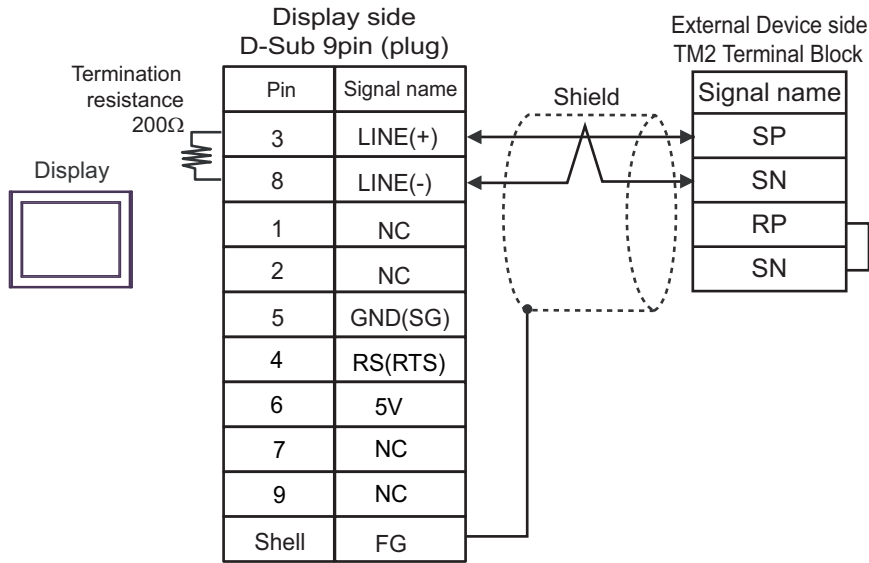 Display side
D-Sub 9pin (plug)
External Device side
TM2 Terminal Block
Termination
resistance
200Ω
Display
Shield
Pin Signal name
3 LINE(+)
8 LINE(-)
1 NC
2 NC
5 GND(SG)
4 RS(RTS)
6 5V
7 NC
9 NC
Shell FG
Signal name
SP
SN
RP
SN